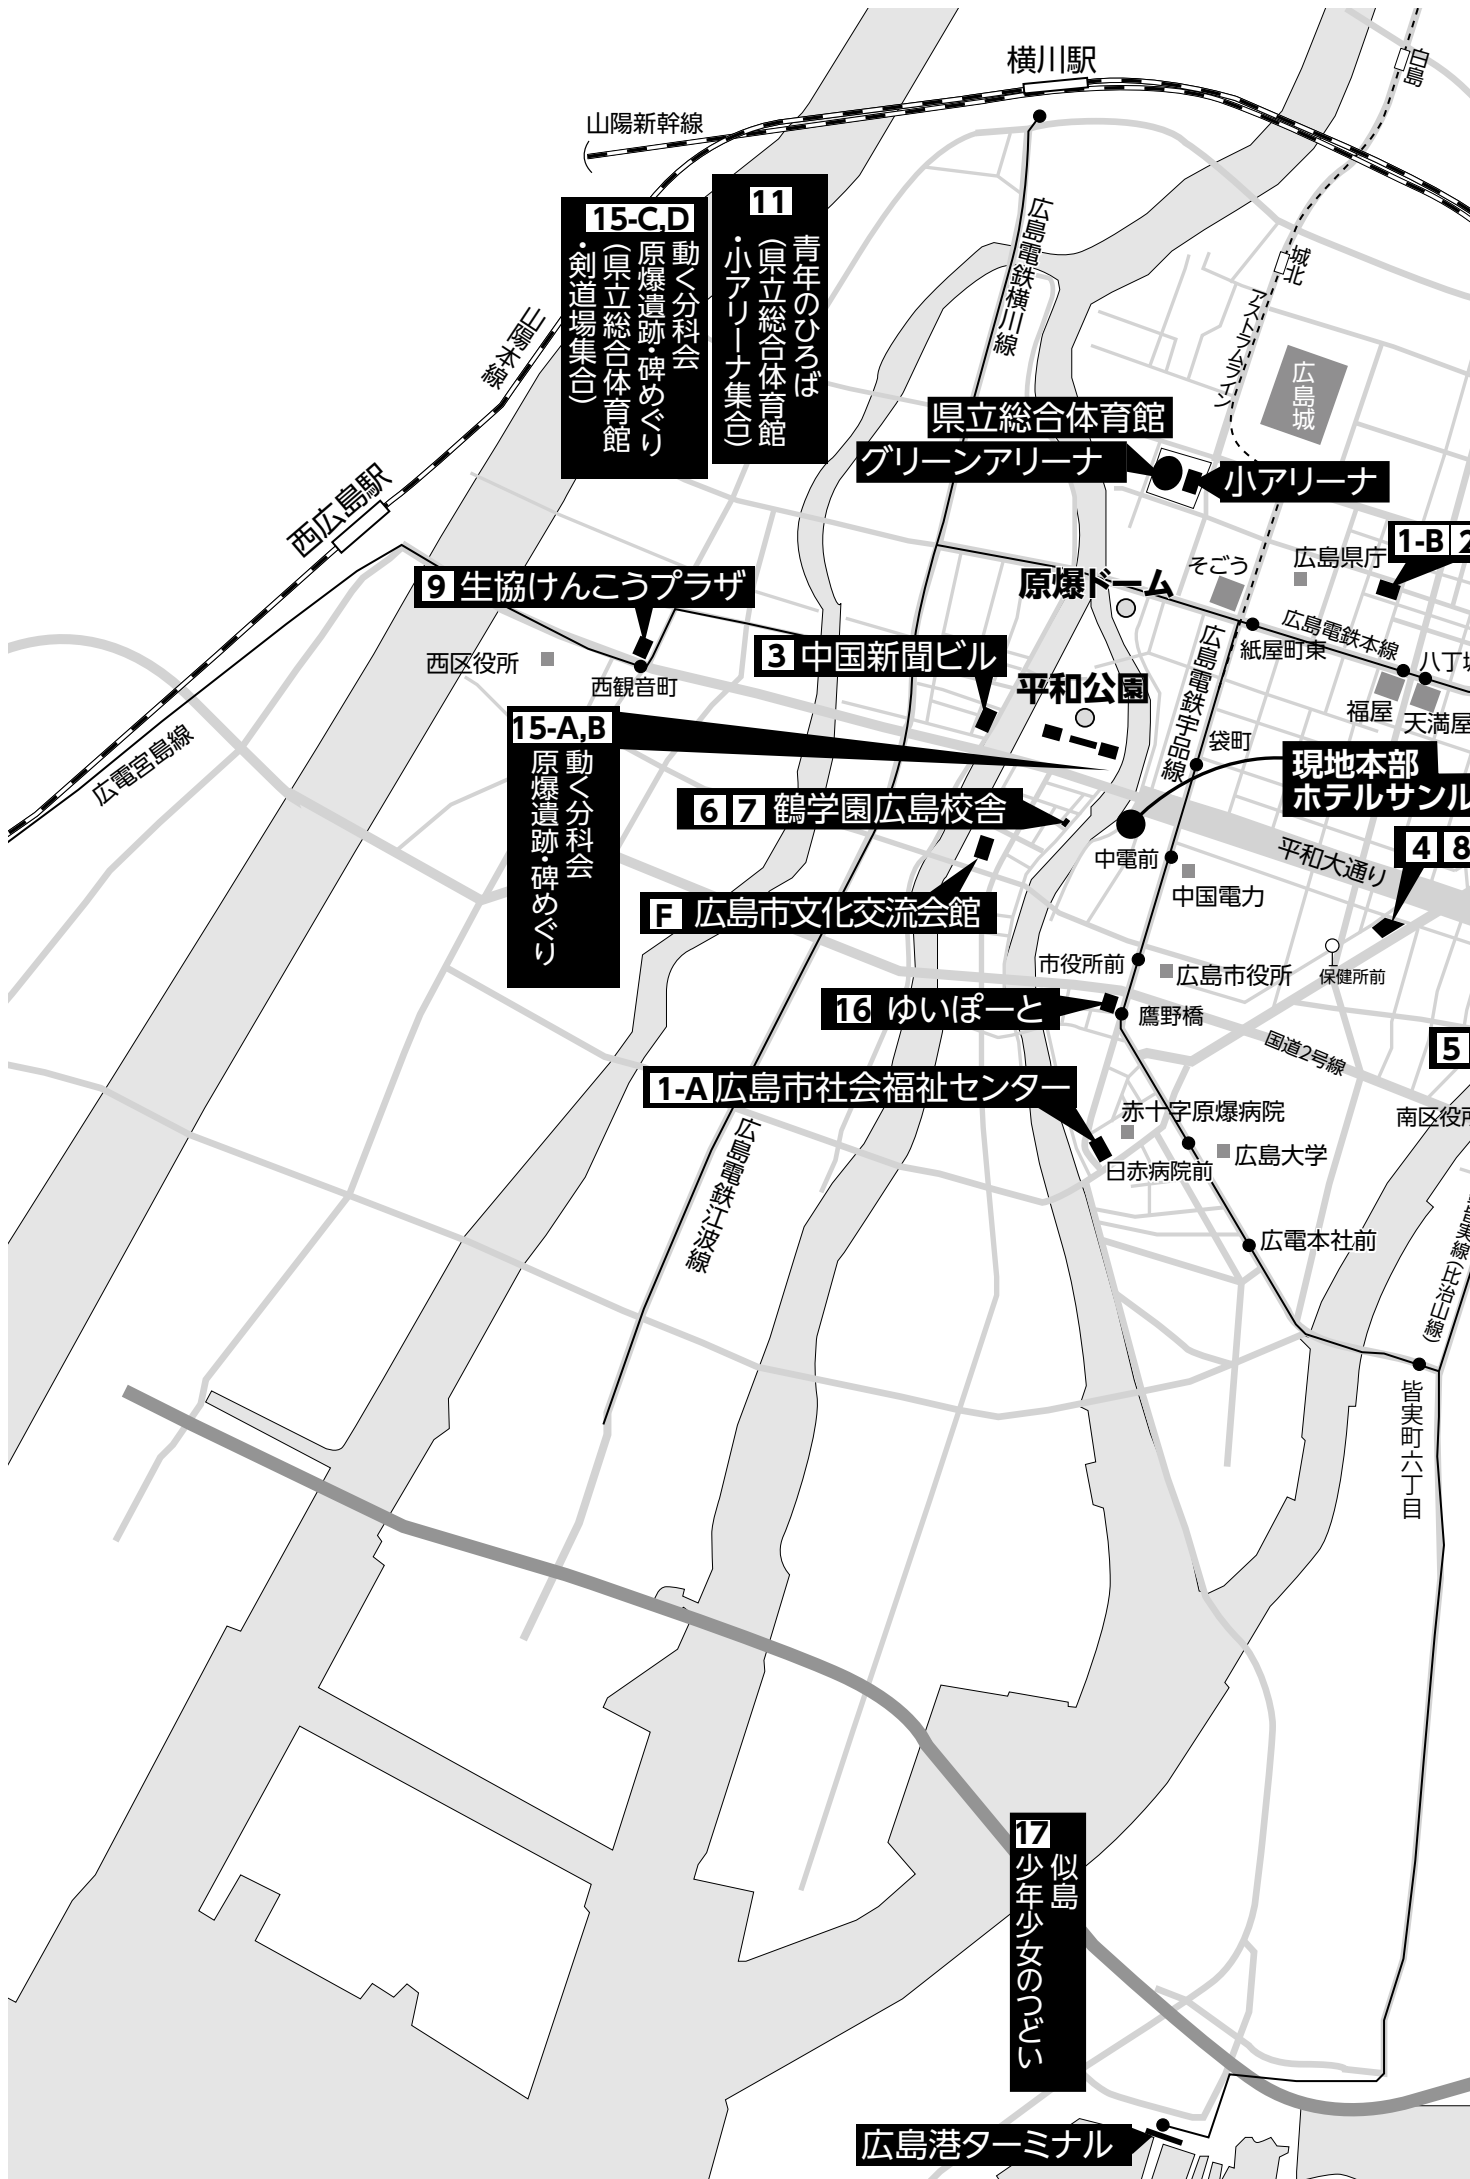 横川駅
白島
山陽新幹線
15-C,D
動く分科会
原爆遺跡・碑めぐり
(県立総合体育館
・剣道場集合)
11
青年のひろば
(県立総合体育館
・小アリーナ集合)
広島電鉄横川線
城北
アストラムライン
山陽本線
広島城
県立総合体育館
グリーンアリーナ
小アリーナ
西広島駅
1-B 2
そごう
広島県庁
原爆ドーム
9 生協けんこうプラザ
広島電鉄本線
紙屋町東
八丁堀
3 中国新聞ビル
西区役所
西観音町
平和公園
広島電鉄宇品線
福屋
天満屋
袋町
15-A,B
動く分科会
原爆遺跡・碑めぐり
広電宮島線
現地本部
ホテルサンル
6 7 鶴学園広島校舎
4 8
平和大通り
中電前
中国電力
F 広島市文化交流会館
市役所前
広島市役所
保健所前
16 ゆいぽーと
鷹野橋
国道2号線
5
1-A 広島市社会福祉センター
赤十字原爆病院
南区役所
広島大学
日赤病院前
広島電鉄江波線
広電本社前
皆実線(比治山線)
皆実町六丁目
17
似島
少年少女のつどい
広島港ターミナル